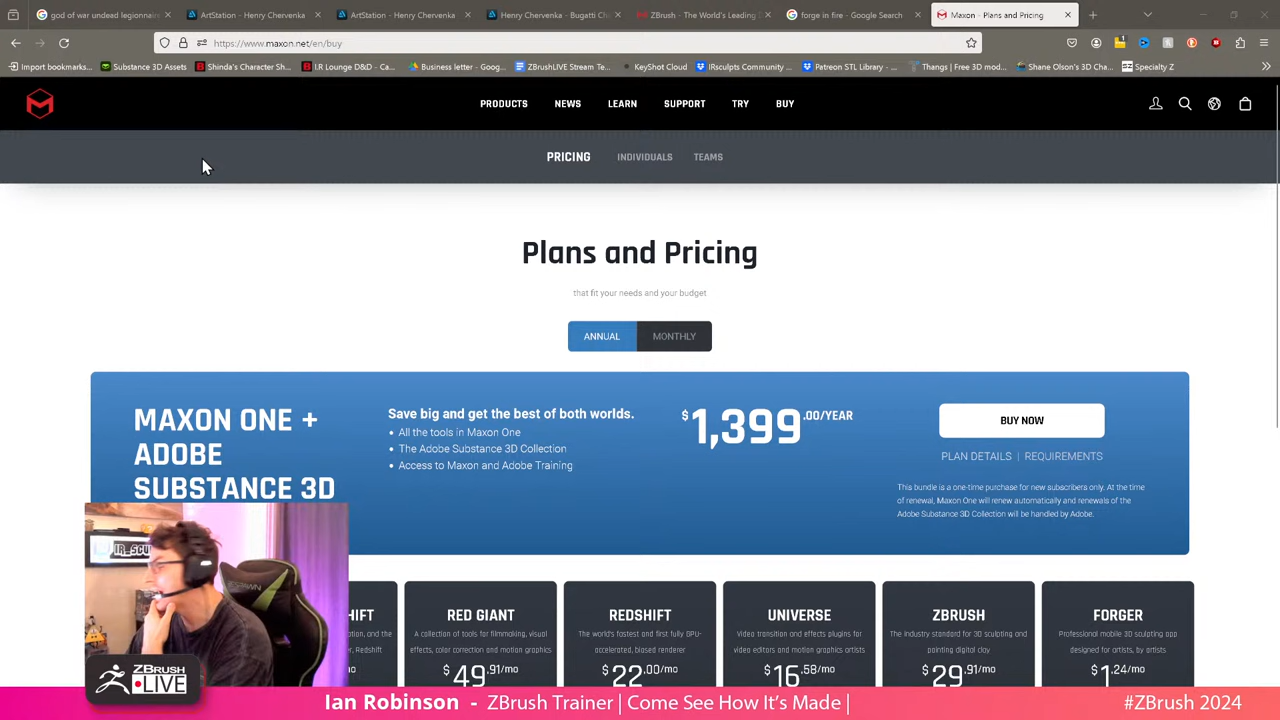 god of war undead legionnair
ArtStation - Henry Chervenka
ArtStation - Henry Chervenka
Henry Chervenka - Bugatti Ch
ZBrush - The World's Leading D
forge in fire - Google Search
Maxon - Plans and Pricing
https://www.maxon.net/en/buy
Import bookmarks...
Substance 3D Assets
Shinda's Character Sh...
I.R Lounge D&D - Ca...
Business letter - Goog...
ZBrushLIVE Stream Te...
KeyShot Cloud
IRsculpts Community ...
Patreon STL Library -...
Thangs | Free 3D mod...
Shane Olson's 3D Cha...
Specialty Z
PRODUCTS NEWS LEARN SUPPORT TRY BUY
PRICING INDIVIDUALS TEAMS
Plans and Pricing
that fit your needs and your budget
ANNUAL MONTHLY
MAXON ONE +
ADOBE
SUBSTANCE 3D
Save big and get the best of both worlds.
• All the tools in Maxon One
• The Adobe Substance 3D Collection
• Access to Maxon and Adobe Training
$1,399.00/YEAR
BUY NOW
PLAN DETAILS | REQUIREMENTS
This bundle is a one-time purchase for new subscribers only. At the time
of renewal, Maxon One will renew automatically and renewals of the
Adobe Substance 3D Collection will be handled by Adobe.
RED GIANT
A collection of tools for filmmaking, visual
effects, color correction and motion graphics
$49.91/mo
REDSHIFT
The world's fastest and first fully GPU-
accelerated, biased renderer
$22.00/mo
UNIVERSE
Video transition and effects plugins for
video editors and motion graphics artists
$16.58/mo
ZBRUSH
The industry standard for 3D sculpting and
painting digital clay
$29.91/mo
FORGER
Professional mobile 3D sculpting app
designed for artists, by artists
$1.24/mo
ZBRUSH
LIVE
Ian Robinson - ZBrush Trainer | Come See How It's Made |
#ZBrush 2024